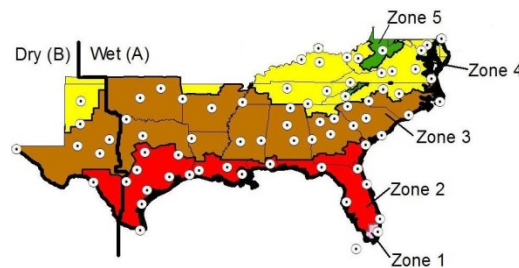 Zone 5
Dry (B) Wet (A)
Zone 4
Zone 3
Zone 2
Zone 1